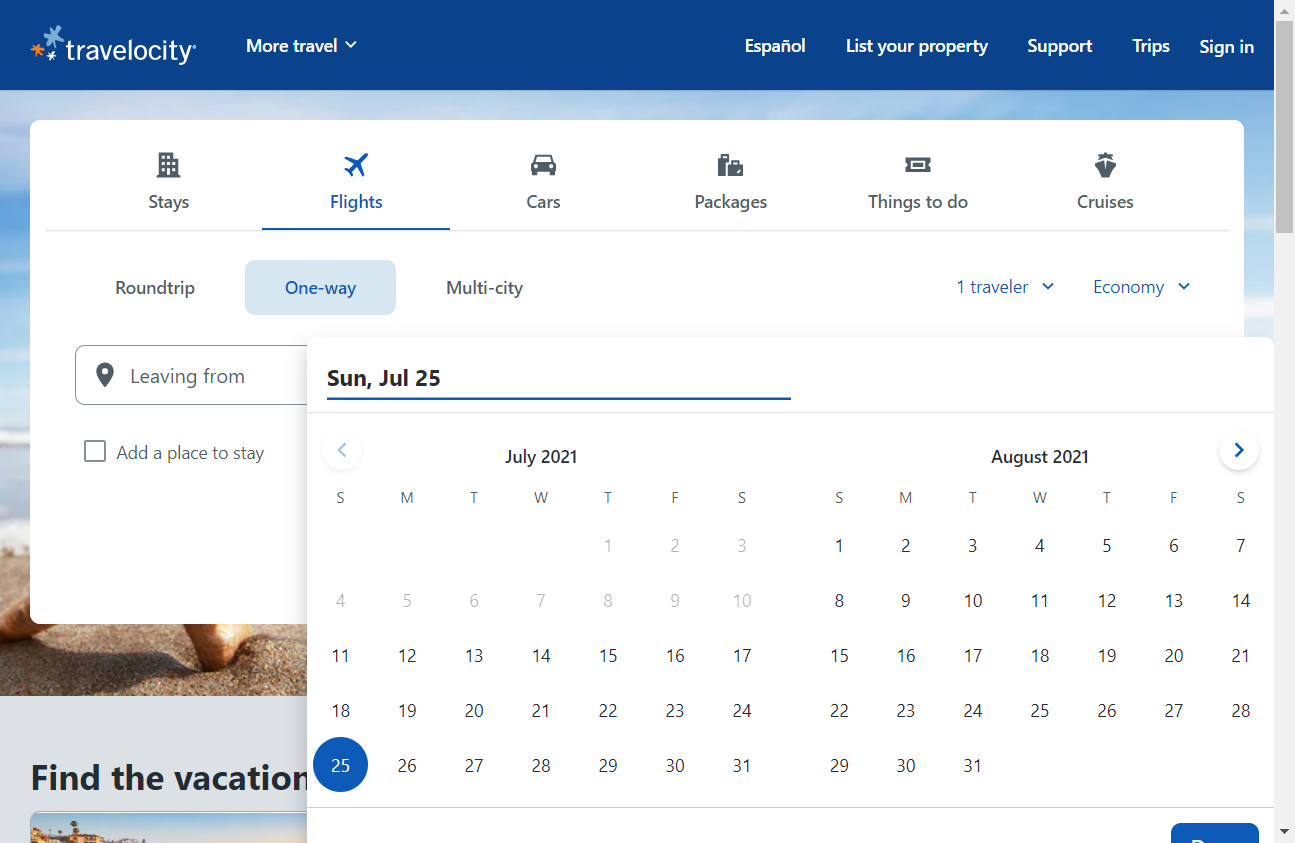 travelocity
More travel
Español
List your property
Support
Trips
Sign in
Stays
Flights
Cars
Packages
Things to do
Cruises
Roundtrip
One-way
Multi-city
1 traveler
Economy
Leaving from
Add a place to stay
Sun, Jul 25
July 2021
S M T W T F S
1 2 3
4 5 6 7 8 9 10
11 12 13 14 15 16 17
18 19 20 21 22 23 24
25 26 27 28 29 30 31
August 2021
S M T W T F S
1 2 3 4 5 6 7
8 9 10 11 12 13 14
15 16 17 18 19 20 21
22 23 24 25 26 27 28
29 30 31
Find the vacation